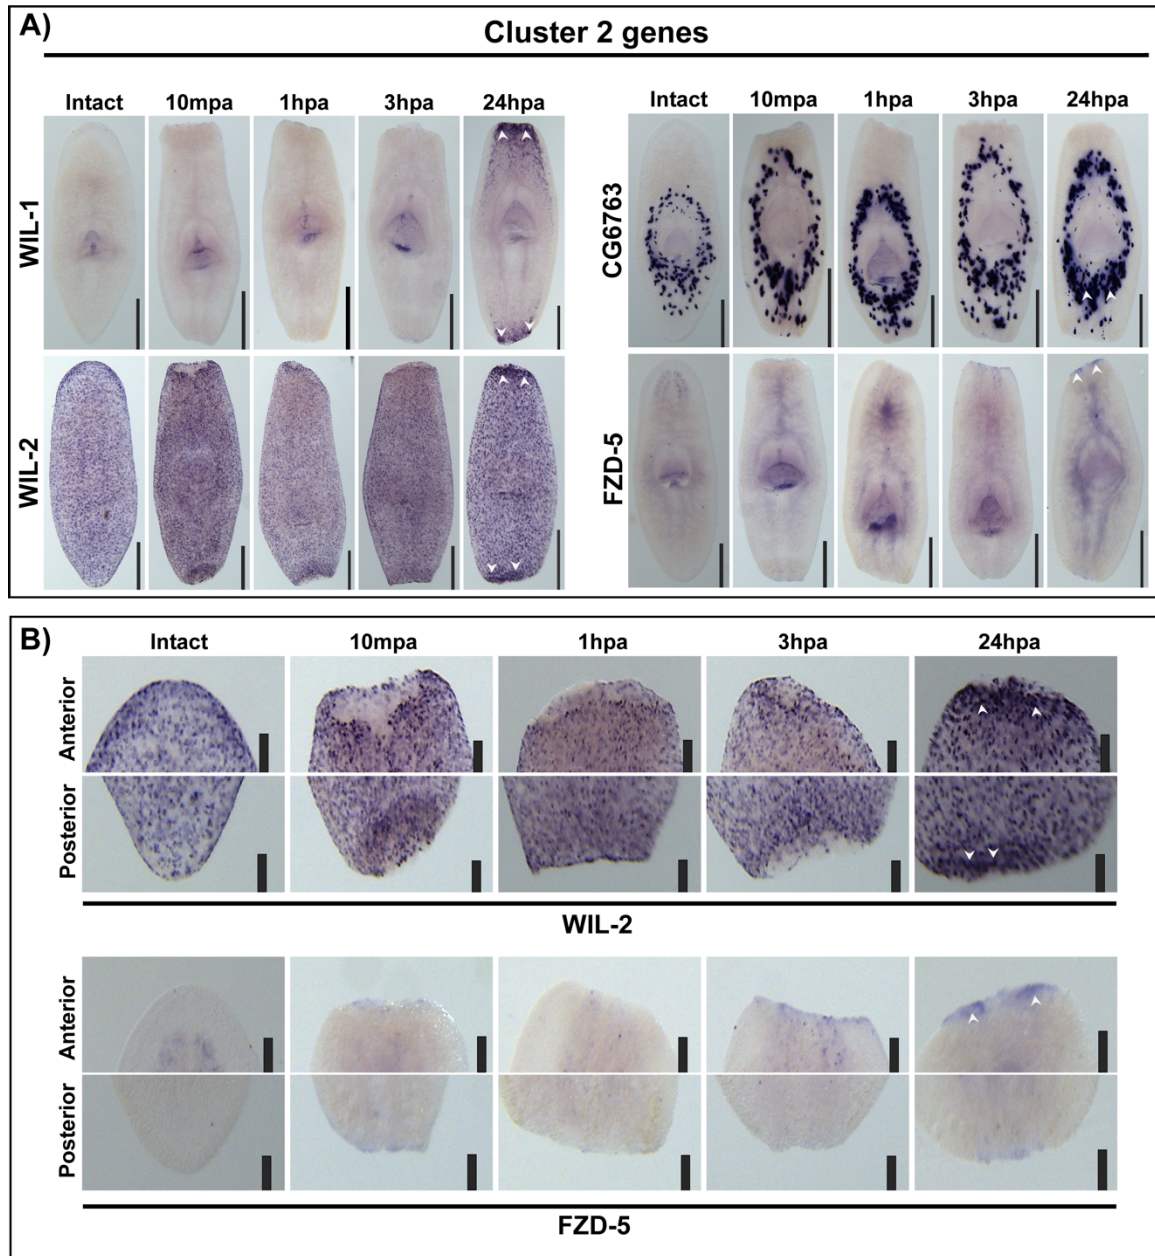 A)
Cluster 2 genes
Intact 10mpa 1hpa 3hpa 24hpa
WIL-1
WIL-2
Intact 10mpa 1hpa 3hpa 24hpa
CG6763
FZD-5
B)
Intact 10mpa 1hpa 3hpa 24hpa
Anterior
Posterior
WIL-2
Anterior
Posterior
FZD-5